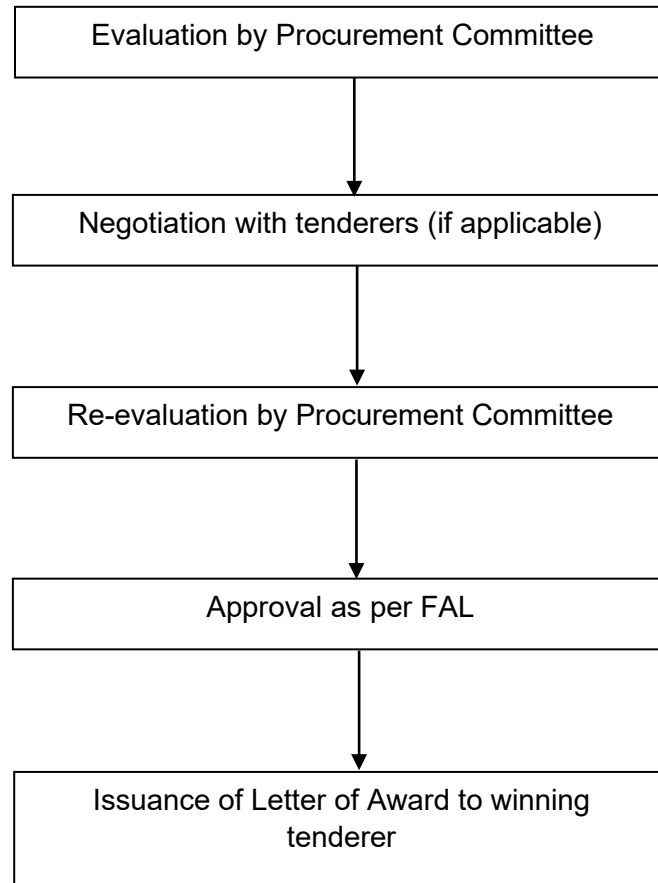 Evaluation by Procurement Committee
Negotiation with tenderers (if applicable)
Re-evaluation by Procurement Committee
Approval as per FAL
Issuance of Letter of Award to winning
tenderer